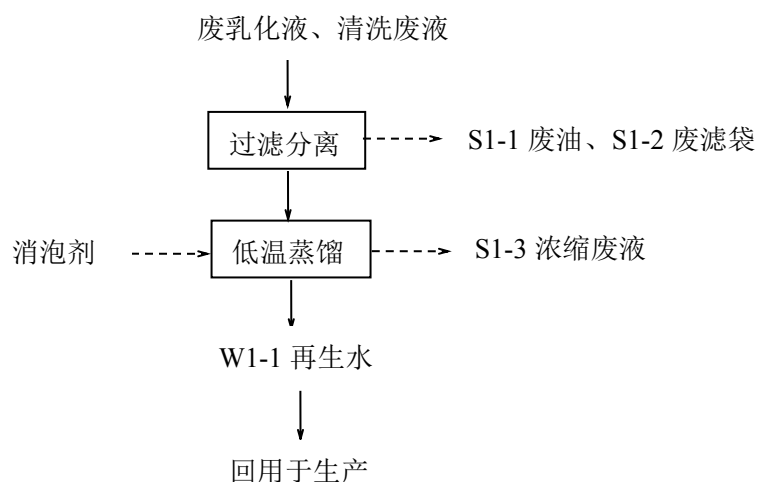 废乳化液、清洗废液
过滤分离
S1-1 废油、S1-2 废滤袋
消泡剂
低温蒸馏
S1-3 浓缩废液
W1-1 再生水
回用于生产